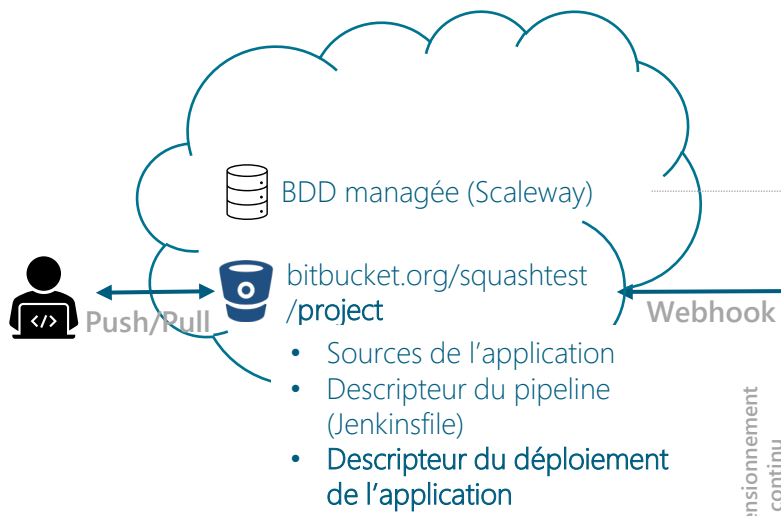 BDD managée (Scaleway)
bitbucket.org/squashtest
/project
Push/Pull
Webhook
• Sources de l’application
• Descripteur du pipeline
(Jenkinsfile)
• Descripteur du déploiement
de l’application
continu